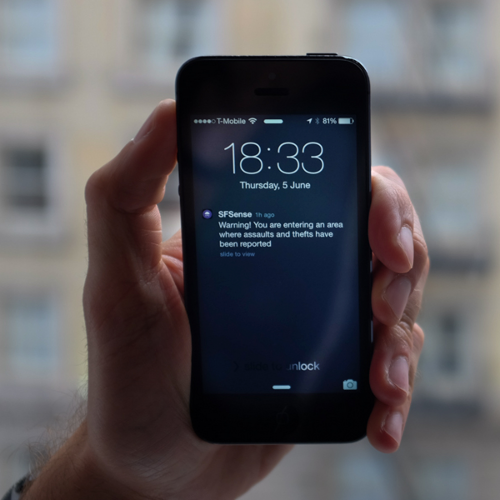 T-Mobile 81%
18:33
Thursday, 5 June
SFSense 1h ago
Warning! You are entering an area
where assaults and thefts have
been reported
slide to view
unlock